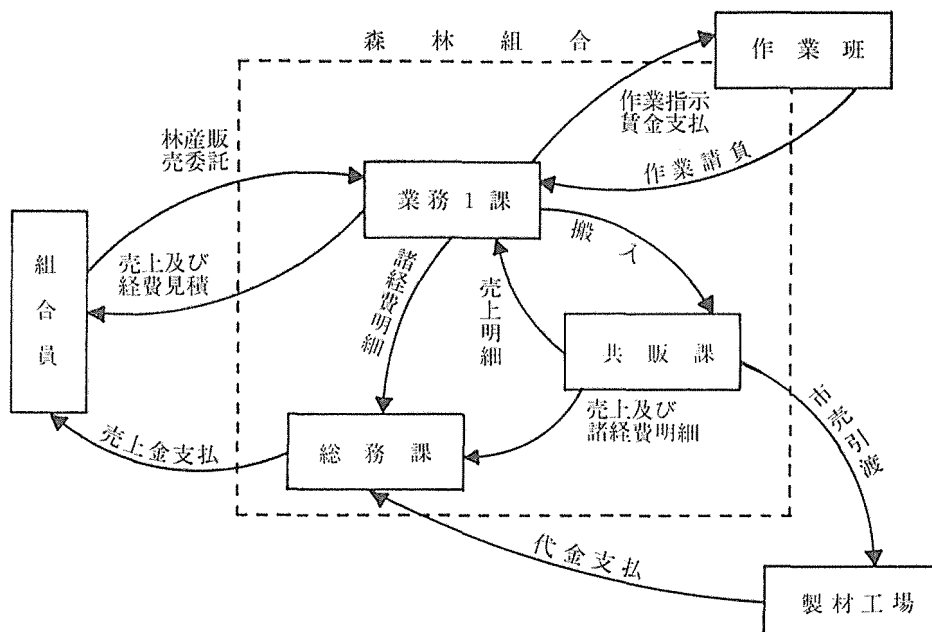 森林組合
作業班
作業指示
賃金支払
作業請負
林産販
売委託
業務1課
搬入
組合員
売上及び
経費見積
諸経費明細
売上明細
共販課
市売引渡
売上及び
諸経費明細
総務課
売上金支払
代金支払
製材工場